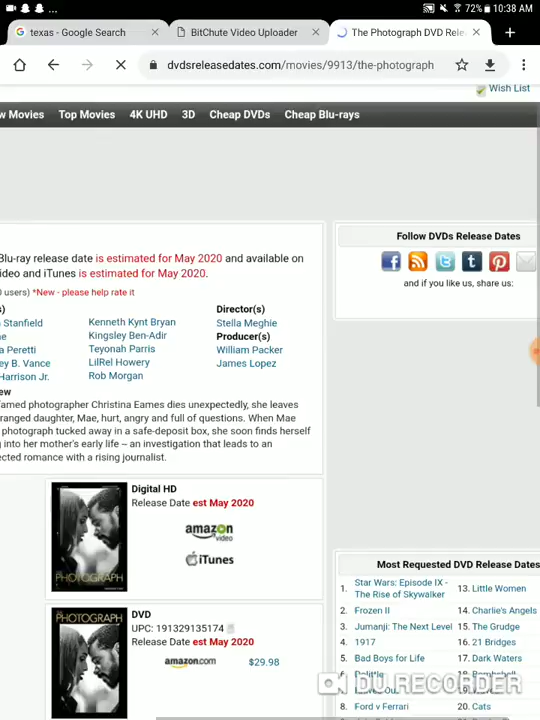 72% 10:38 AM
texas - Google Search
BitChute Video Uploader
The Photograph DVD Rele
dvdsreleasedates.com/movies/9913/the-photograph
Wish List
w Movies Top Movies 4K UHD 3D Cheap DVDs Cheap Blu-rays
Blu-ray release date is estimated for May 2020 and available on
ideo and iTunes is estimated for May 2020.
0 users) *New - please help rate it
s)
Stanfield
ne
a Peretti
ey B. Vance
Harrison Jr.
Kenneth Kynt Bryan
Kingsley Ben-Adir
Teyonah Parris
LilRel Howery
Rob Morgan
Director(s)
Stella Meghie
Producer(s)
William Packer
James Lopez
ew
famed photographer Christina Eames dies unexpectedly, she leaves
ranged daughter, Mae, hurt, angry and full of questions. When Mae
photograph tucked away in a safe-deposit box, she soon finds herself
g into her mother's early life -- an investigation that leads to an
ected romance with a rising journalist.
PHOTOGRAPH
Digital HD
Release Date est May 2020
amazon video
iTunes
PHOTOGRAPH
DVD
UPC: 191329135174
Release Date est May 2020
amazon.com $29.98
Follow DVDs Release Dates
and if you like us, share us:
Most Requested DVD Release Dates
1. Star Wars: Episode IX - The Rise of Skywalker
2. Frozen II
3. Jumanji: The Next Level
4. 1917
5. Bad Boys for Life
8. Ford v Ferrari
13. Little Women
14. Charlie's Angels
15. The Grudge
16. 21 Bridges
17. Dark Waters
20. Cats
DU RECORDER